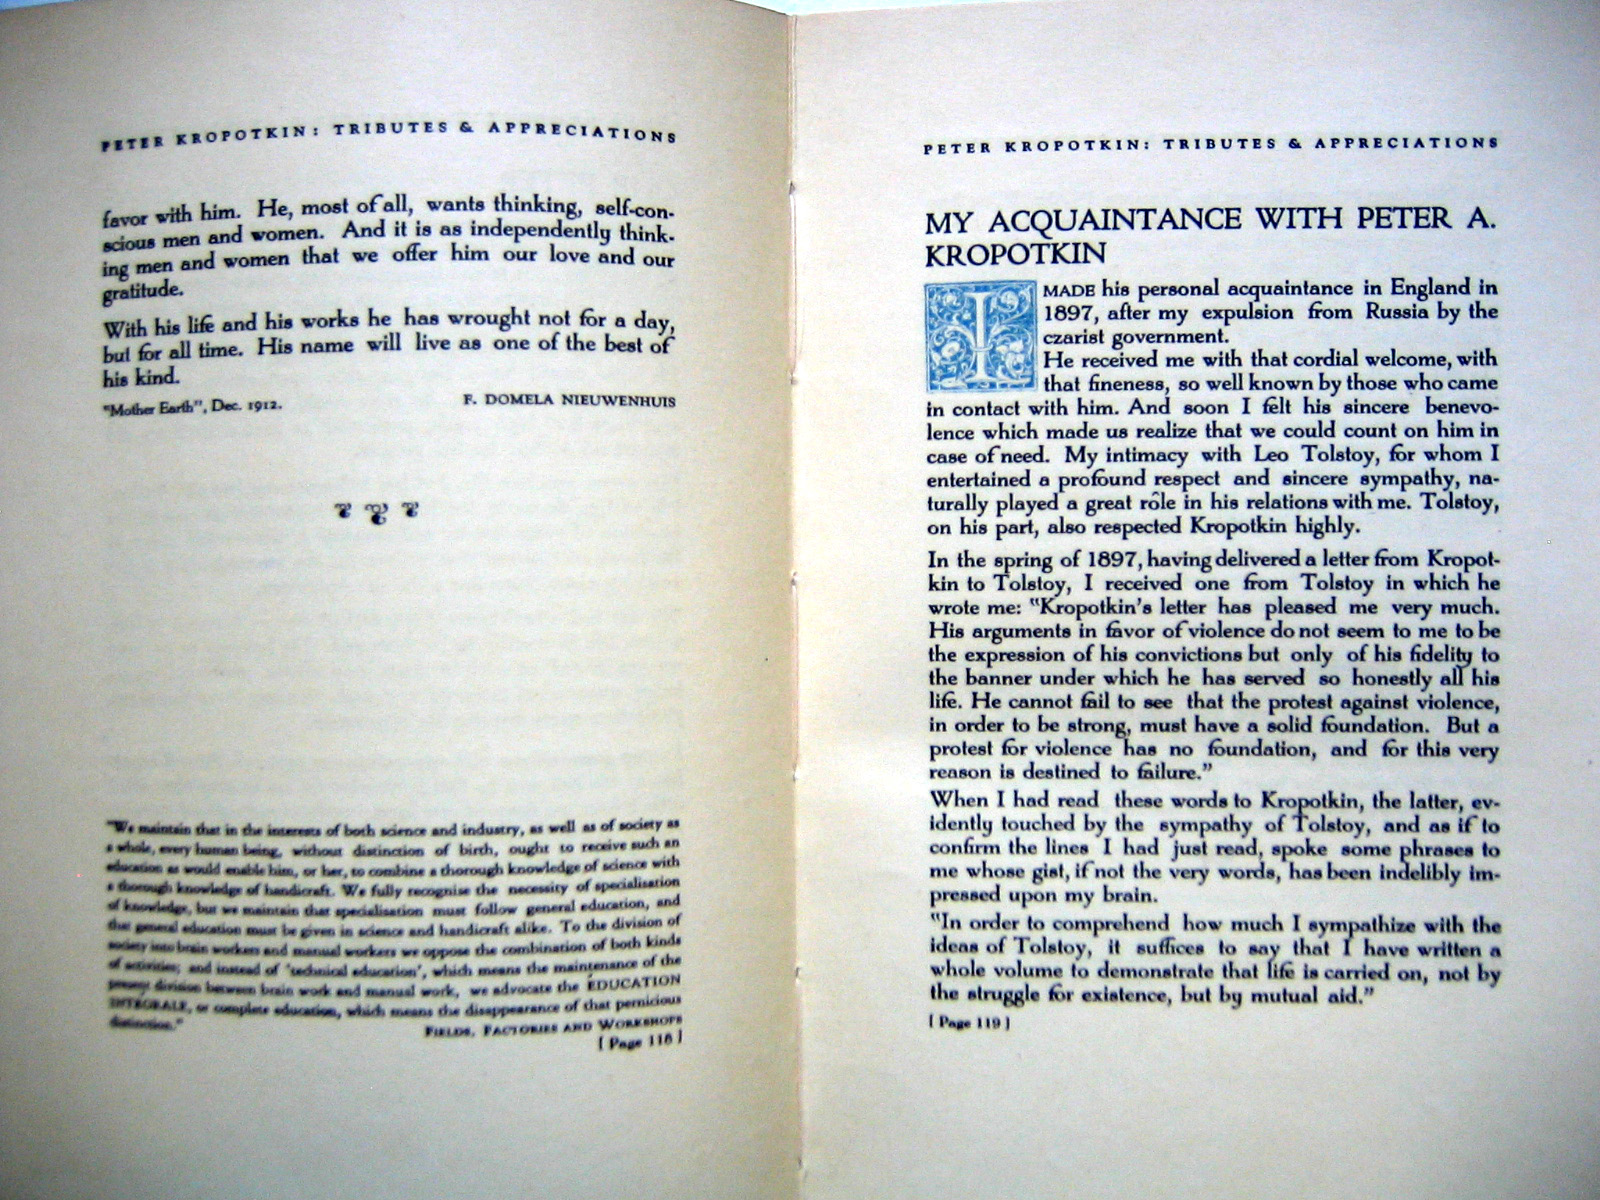 PETER KROPOTKIN: TRIBUTES & APPRECIATIONS
favor with him. He, most of all, wants thinking, self-con-
scious men and women. And it is as independently think-
ing men and women that we offer him our love and our
gratitude.
With his life and his works he has wrought not for a day,
but for all time. His name will live as one of the best of
his kind.
"Mother Earth", Dec. 1912. F. DOMELA NIEUWENHUIS
"We maintain that in the interests of both science and industry, as well as of society as
a whole, every human being, without distinction of birth, ought to receive such an
education as would enable him, or her, to combine a thorough knowledge of science with
a thorough knowledge of handicraft. We fully recognise the necessity of specialisation
of knowledge, but we maintain that specialisation must follow general education, and
that general education must be given in science and handicraft alike. To the division of
society into brain workers and manual workers we oppose the combination of both kinds
of activities; and instead of 'technical education', which means the maintenance of the
present division between brain work and manual work, we advocate the EDUCATION
INTEGRALE, or complete education, which means the disappearance of that pernicious
distinction."
FIELDS, FACTORIES AND WORKSHOPS
[ Page 118 ]
PETER KROPOTKIN: TRIBUTES & APPRECIATIONS
MY ACQUAINTANCE WITH PETER A.
KROPOTKIN
I MADE his personal acquaintance in England in
1897, after my expulsion from Russia by the
czarist government.
He received me with that cordial welcome, with
that fineness, so well known by those who came
in contact with him. And soon I felt his sincere benevo-
lence which made us realize that we could count on him in
case of need. My intimacy with Leo Tolstoy, for whom I
entertained a profound respect and sincere sympathy, na-
turally played a great rôle in his relations with me. Tolstoy,
on his part, also respected Kropotkin highly.
In the spring of 1897, having delivered a letter from Kropot-
kin to Tolstoy, I received one from Tolstoy in which he
wrote me: "Kropotkin's letter has pleased me very much.
His arguments in favor of violence do not seem to me to be
the expression of his convictions but only of his fidelity to
the banner under which he has served so honestly all his
life. He cannot fail to see that the protest against violence,
in order to be strong, must have a solid foundation. But a
protest for violence has no foundation, and for this very
reason is destined to failure."
When I had read these words to Kropotkin, the latter, ev-
idently touched by the sympathy of Tolstoy, and as if to
confirm the lines I had just read, spoke some phrases to
me whose gist, if not the very words, has been indelibly im-
pressed upon my brain.
"In order to comprehend how much I sympathize with the
ideas of Tolstoy, it suffices to say that I have written a
whole volume to demonstrate that life is carried on, not by
the struggle for existence, but by mutual aid."
[ Page 119 ]